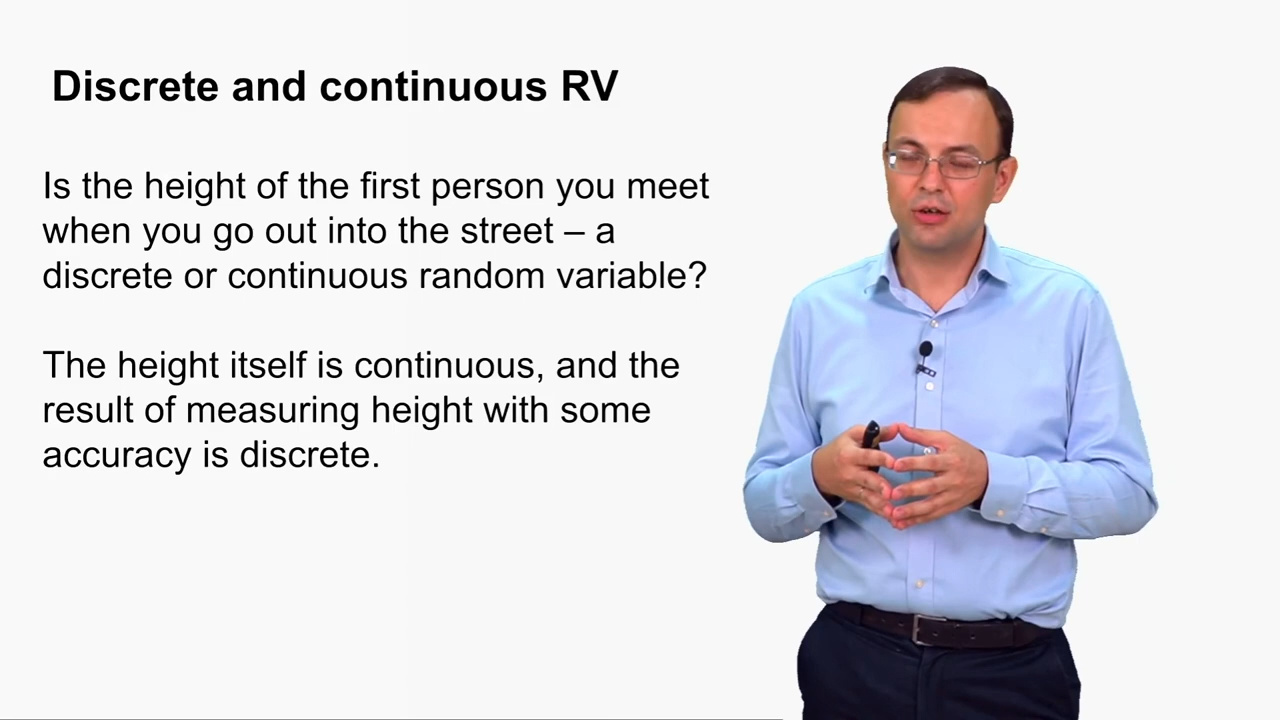 Discrete and continuous RV
Is the height of the first person you meet
when you go out into the street – a
discrete or continuous random variable?
The height itself is continuous, and the
result of measuring height with some
accuracy is discrete.